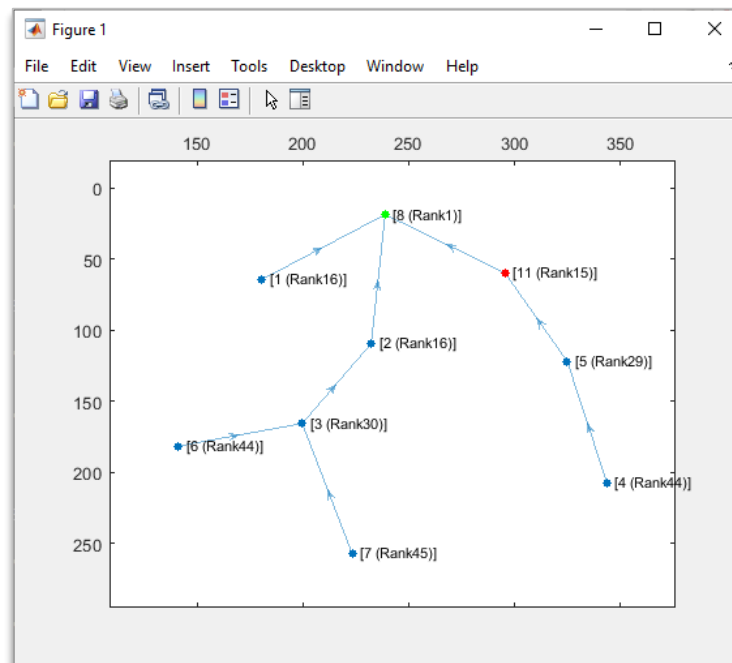 Figure 1
File Edit View Insert Tools Desktop Window Help
150 200 250 300 350
0
[8 (Rank1)]
50
[11 (Rank15)]
[1 (Rank16)]
100
[2 (Rank16)]
[5 (Rank29)]
150
[3 (Rank30)]
[6 (Rank44)]
200
[4 (Rank44)]
250
[7 (Rank45)]